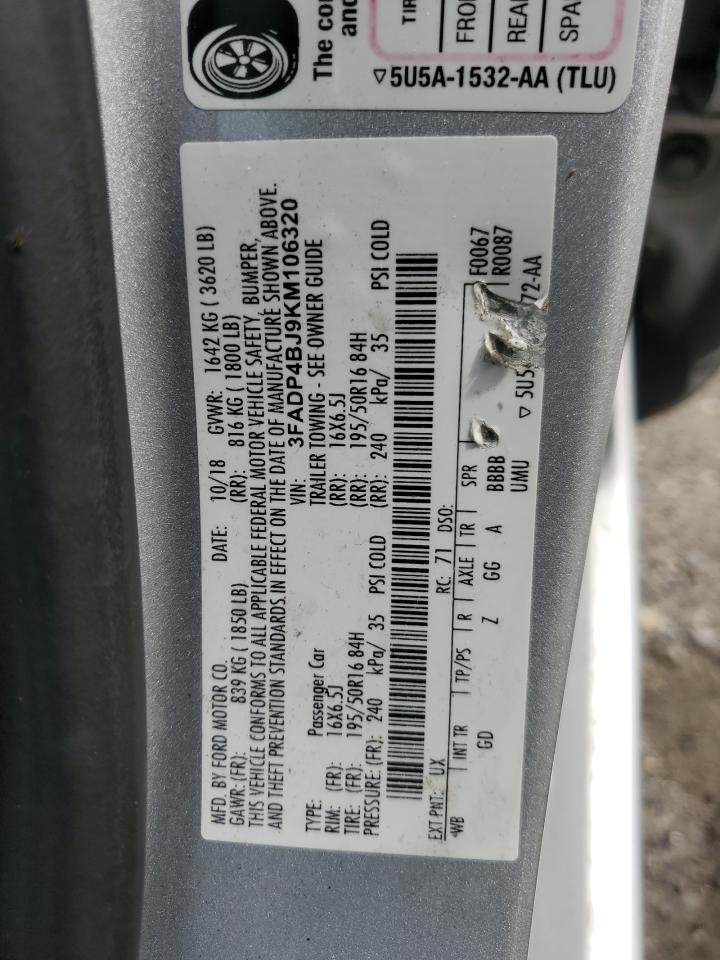 The con
and
TIR
FRO
REA
SPA
▽5U5A-1532-AA (TLU)
MFD. BY FORD MOTOR CO.
DATE: 10/18 GVWR: 1642 KG ( 3620 LB)
GAWR: (FR): 839 KG ( 1850 LB) (RR): 816 KG ( 1800 LB)
THIS VEHICLE CONFORMS TO ALL APPLICABLE FEDERAL MOTOR VEHICLE SAFETY, BUMPER,
AND THEFT PREVENTION STANDARDS IN EFFECT ON THE DATE OF MANUFACTURE SHOWN ABOVE.
VIN: 3FADP4BJ9KM106320
TYPE: Passenger Car TRAILER TOWING - SEE OWNER GUIDE
RIM: (FR): 16X6.5J (RR): 16X6.5J
TIRE: (FR): 195/50R16 84H (RR): 195/50R16 84H
PRESSURE: (FR): 240 kPa/ 35 PSI COLD (RR): 240 kPa/ 35 PSI COLD
EXT PNT: UX RC: 71 DSO:
WB | INT TR | TP/PS | R | AXLE | TR | SPR F0067
GD Z GG A BBBB R0087
UMU
▽ 5U5 72-AA